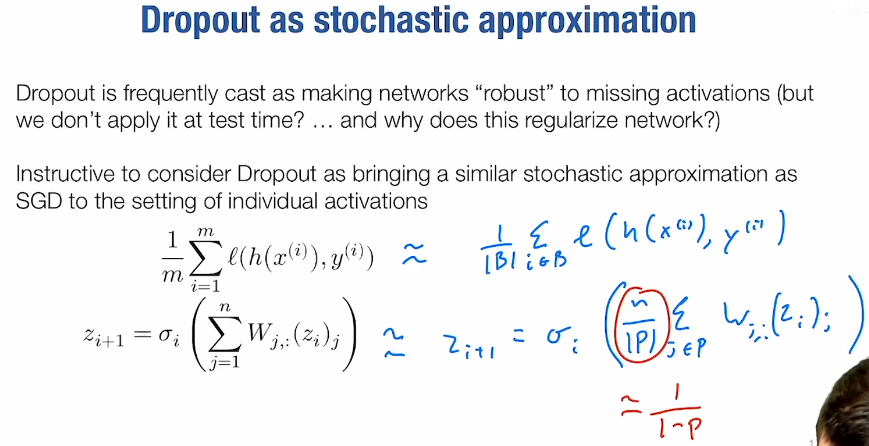 Dropout as stochastic approximation
Dropout is frequently cast as making networks “robust” to missing activations (but
we don’t apply it at test time? … and why does this regularize network?)
Instructive to consider Dropout as bringing a similar stochastic approximation as
SGD to the setting of individual activations
\frac{1}{m} \sum_{i=1}^{m} \ell(h(x^{(i)}), y^{(i)}) ≈ \frac{1}{|B|} \sum_{i \in B} \ell(h(x^{(i)}), y^{(i)})
z_{i+1} = \sigma_i \left( \sum_{j=1}^{n} W_{j,:}(z_i)_j \right) ≈ z_{i+1} = \sigma_i \left( \frac{n}{|P|} \sum_{j \in P} W_{j,:}(z_i)_j \right)
≈ \frac{1}{1-p}